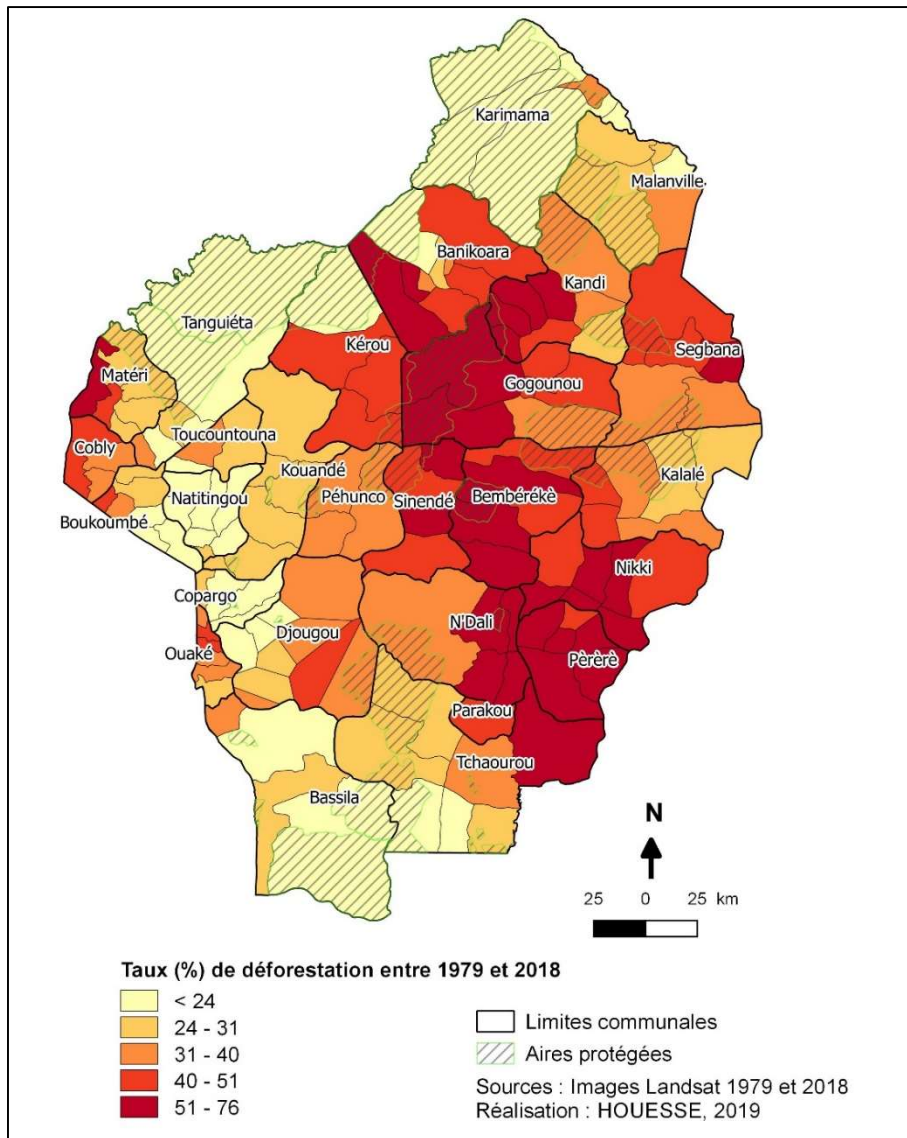 Karimama
Malanville
Banikoara
Kandi
Tanguiéta
Kérou
Segbana
Matéri
Gogounou
Toucountouna
Cobly
Kouandé
Kalalé
Natitingou
Péhunco
Sinendé
Bembéréké
Boukoumbé
Nikki
Copargo
N'Dali
Djougou
Ouaké
Pèrèrè
Parakou
Tchaourou
Bassila
N
25 0 25 km
Taux (%) de déforestation entre 1979 et 2018
< 24
24 - 31
31 - 40
40 - 51
51 - 76
Limites communales
Aires protégées
Sources : Images Landsat 1979 et 2018
Réalisation : HOUESSE, 2019